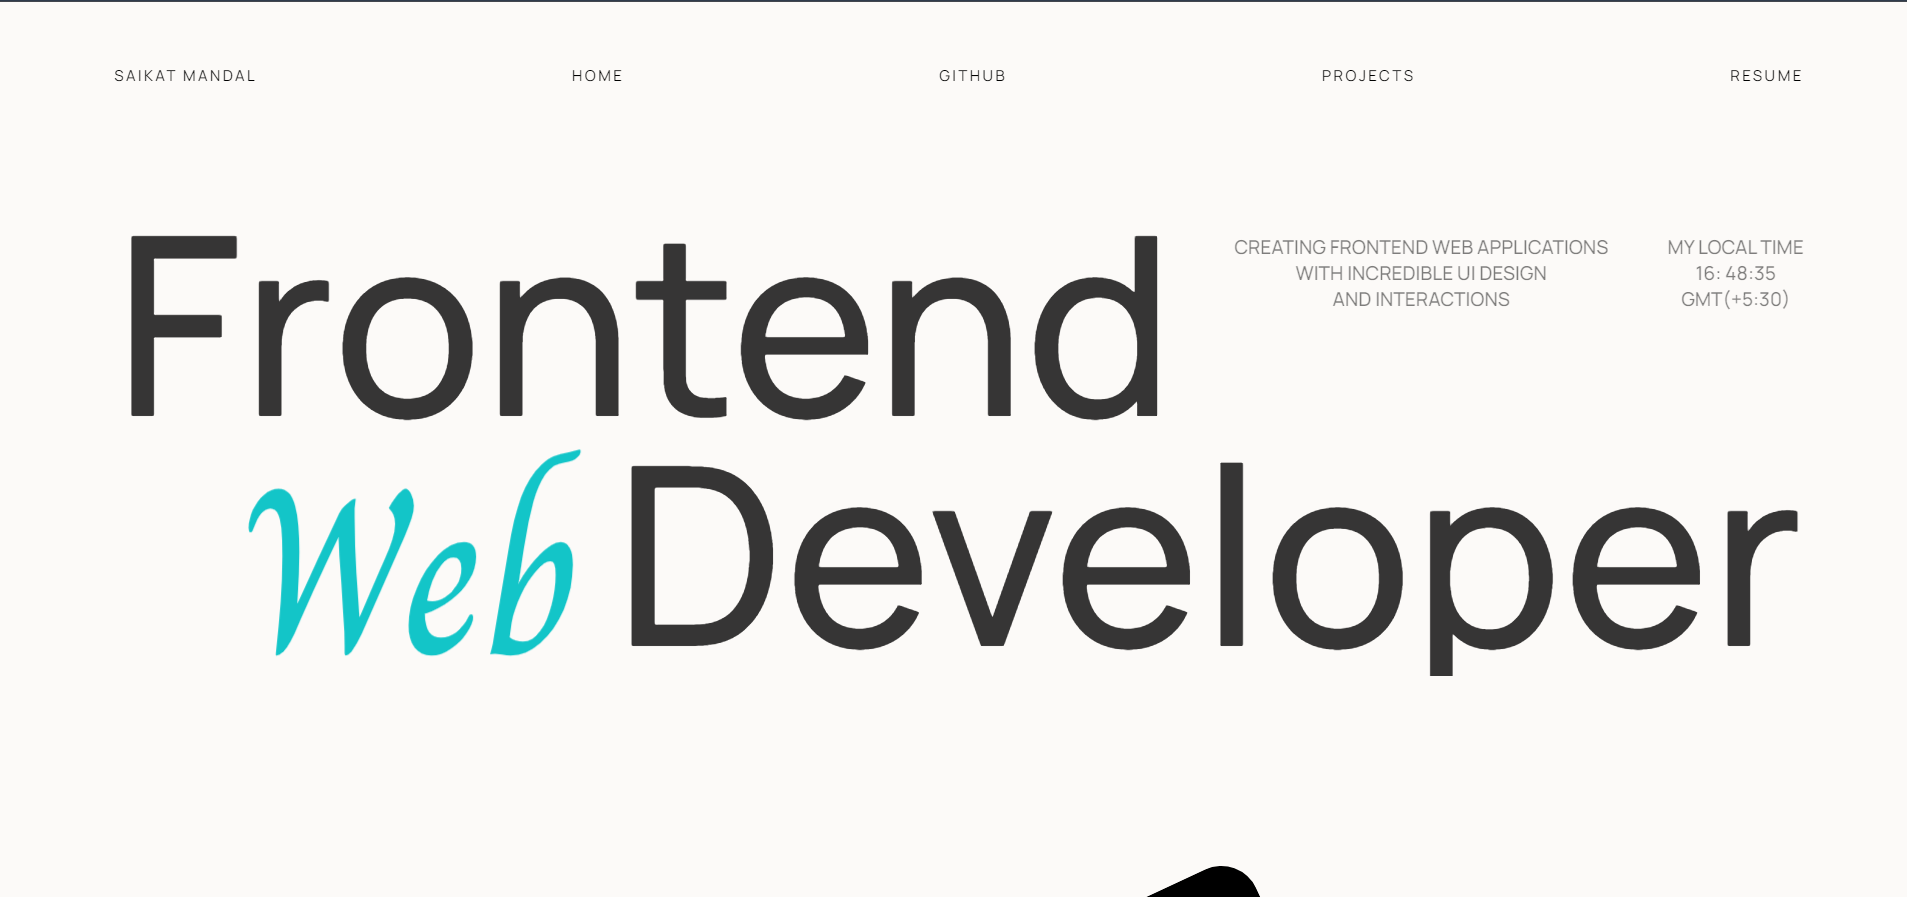 SAIKAT MANDAL HOME GITHUB PROJECTS RESUME
Frontend
CREATING FRONTEND WEB APPLICATIONS
WITH INCREDIBLE UI DESIGN
AND INTERACTIONS
MY LOCAL TIME
16: 48:35
GMT(+5:30)
Web Developer